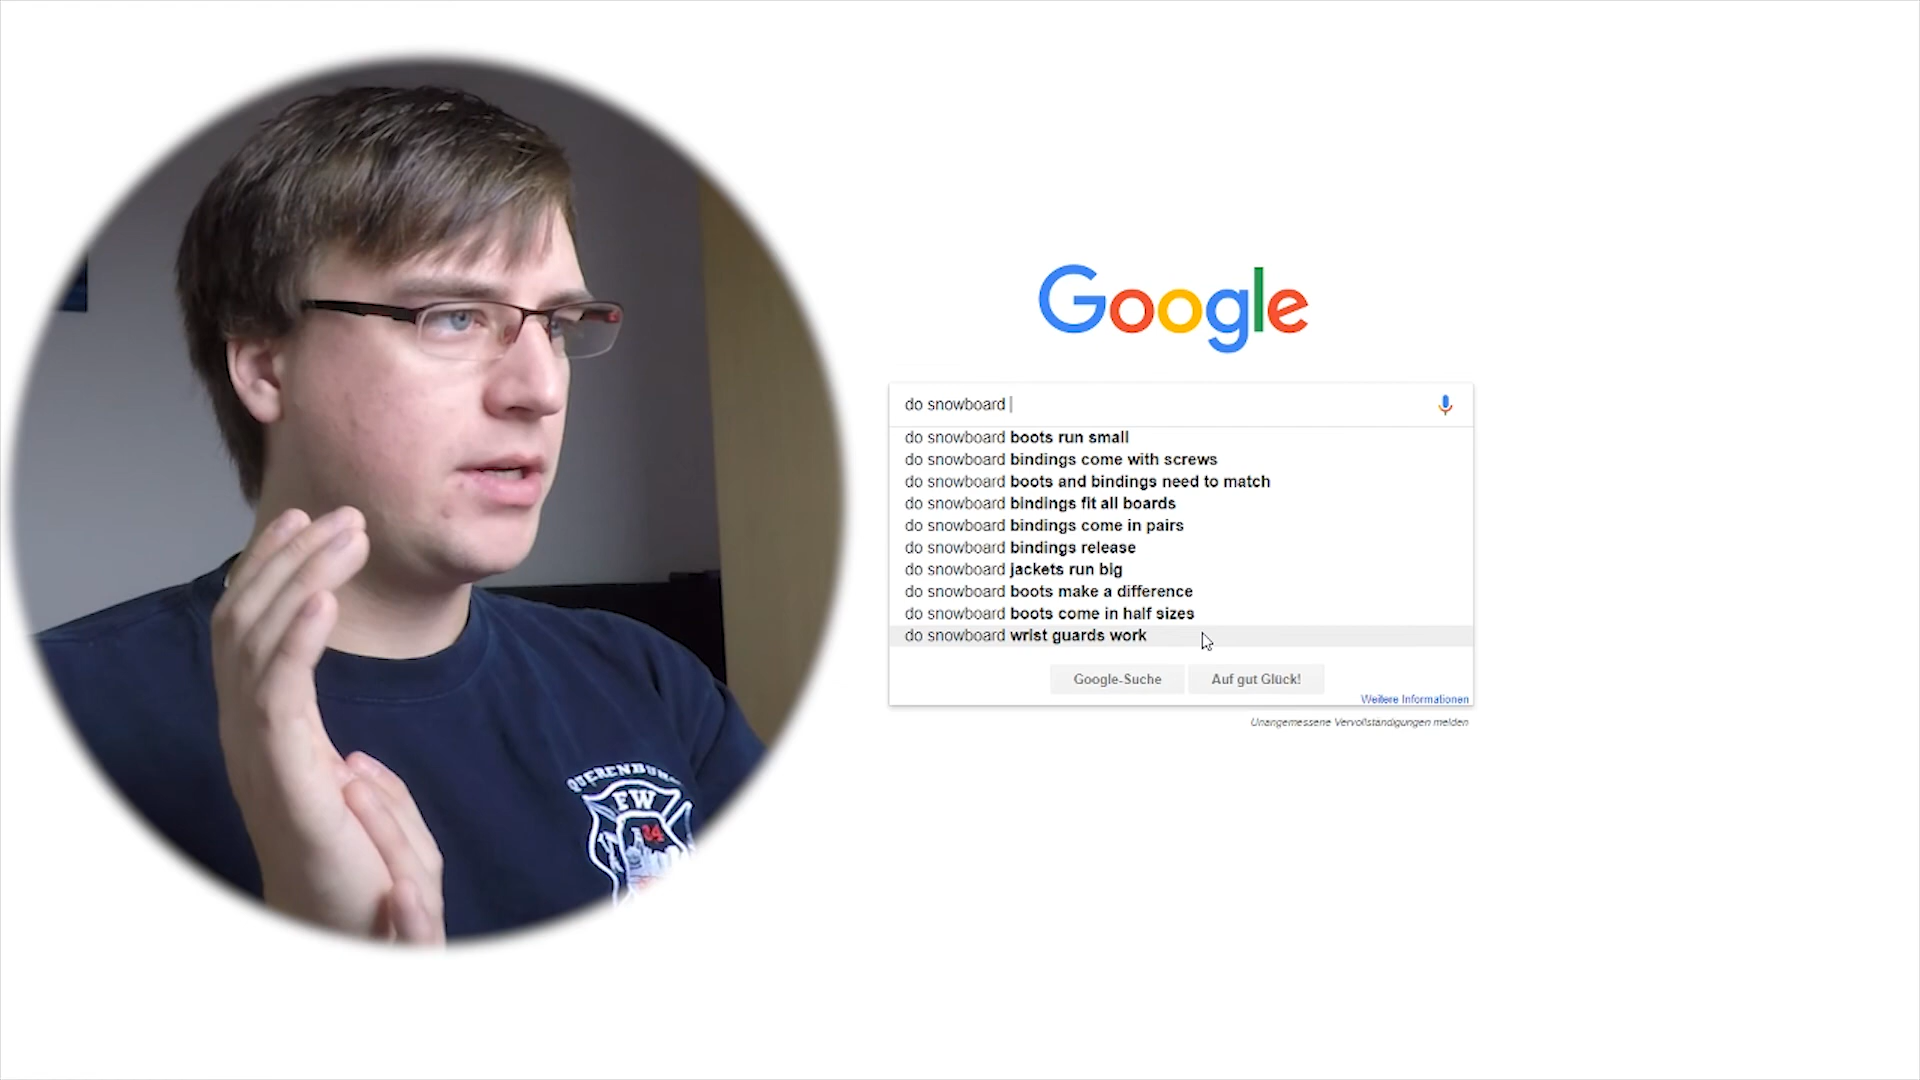 Google
do snowboard
do snowboard boots run small
do snowboard bindings come with screws
do snowboard boots and bindings need to match
do snowboard bindings fit all boards
do snowboard bindings come in pairs
do snowboard bindings release
do snowboard jackets run big
do snowboard boots make a difference
do snowboard boots come in half sizes
do snowboard wrist guards work
Google-Suche
Auf gut Glück!
Weitere Informationen
Unangemessene Vervollständigungen melden
FW